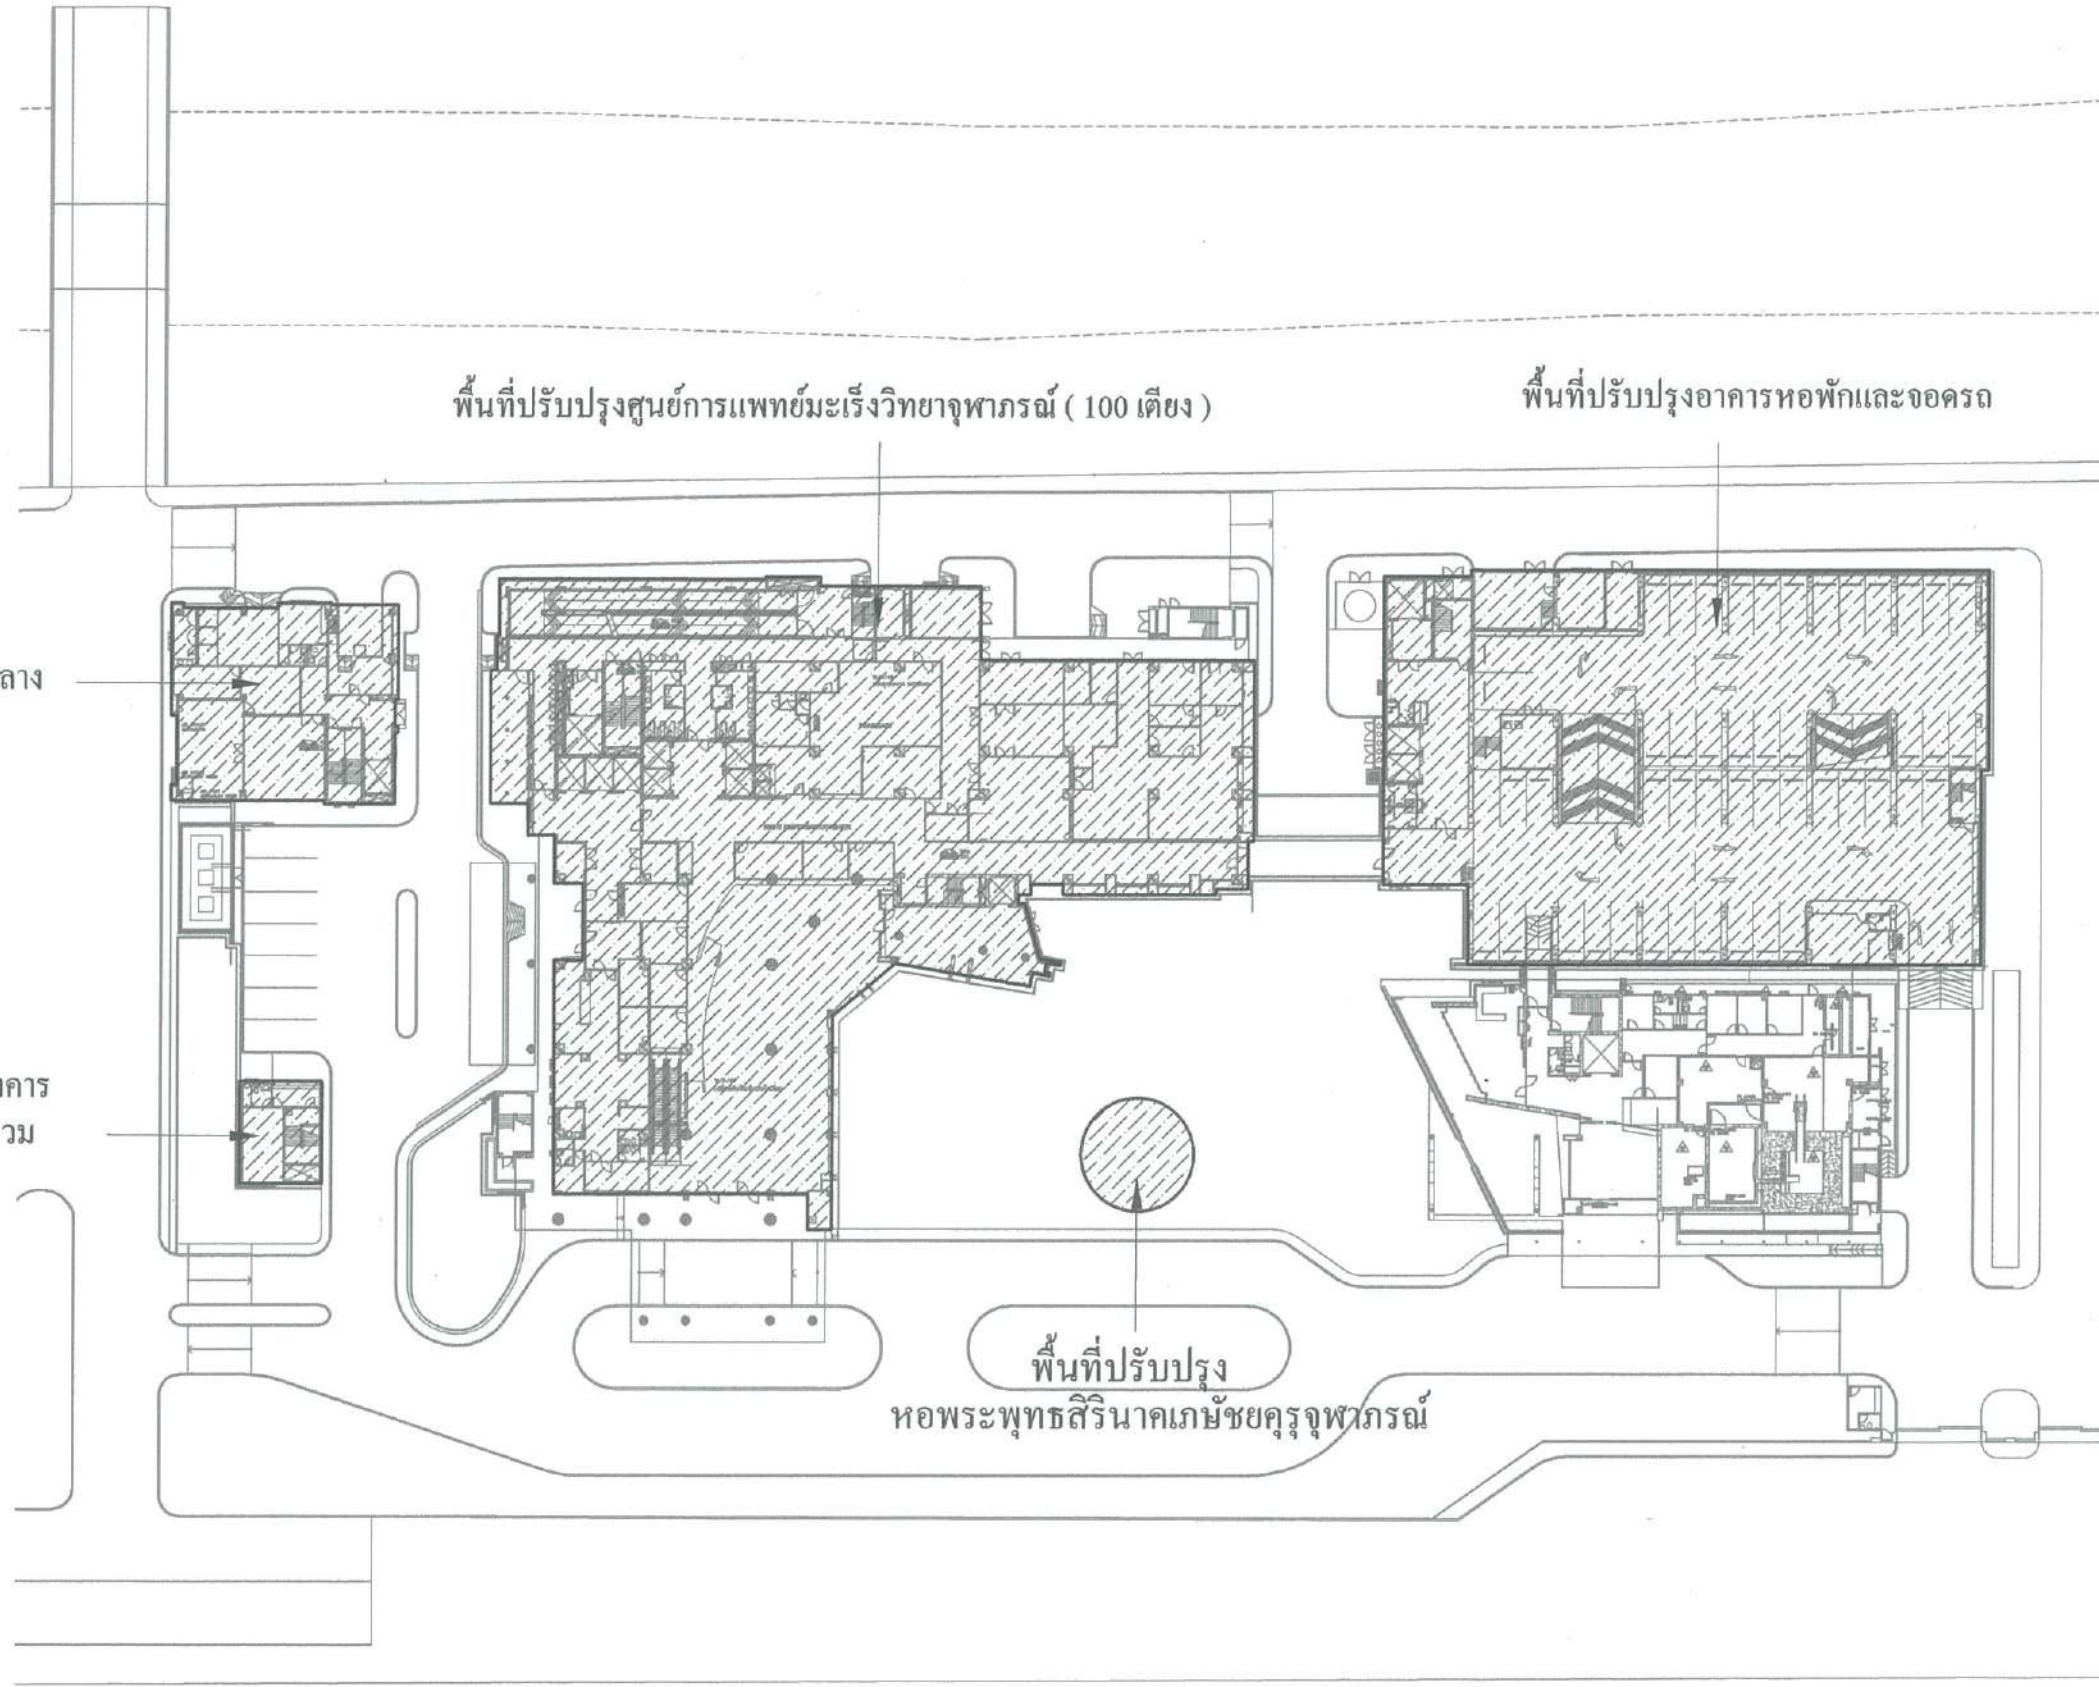 พื้นที่ปรับปรุงศูนย์การแพทย์มะเร็งวิทยาจุฬาภรณ์ ( 100 เตียง )
พื้นที่ปรับปรุงอาคารหอพักและจอดรถ
ลาง
าคาร
วม
พื้นที่ปรับปรุง
หอพระพุทธสิรินาคเภษัชยคุรุจุฬาภรณ์